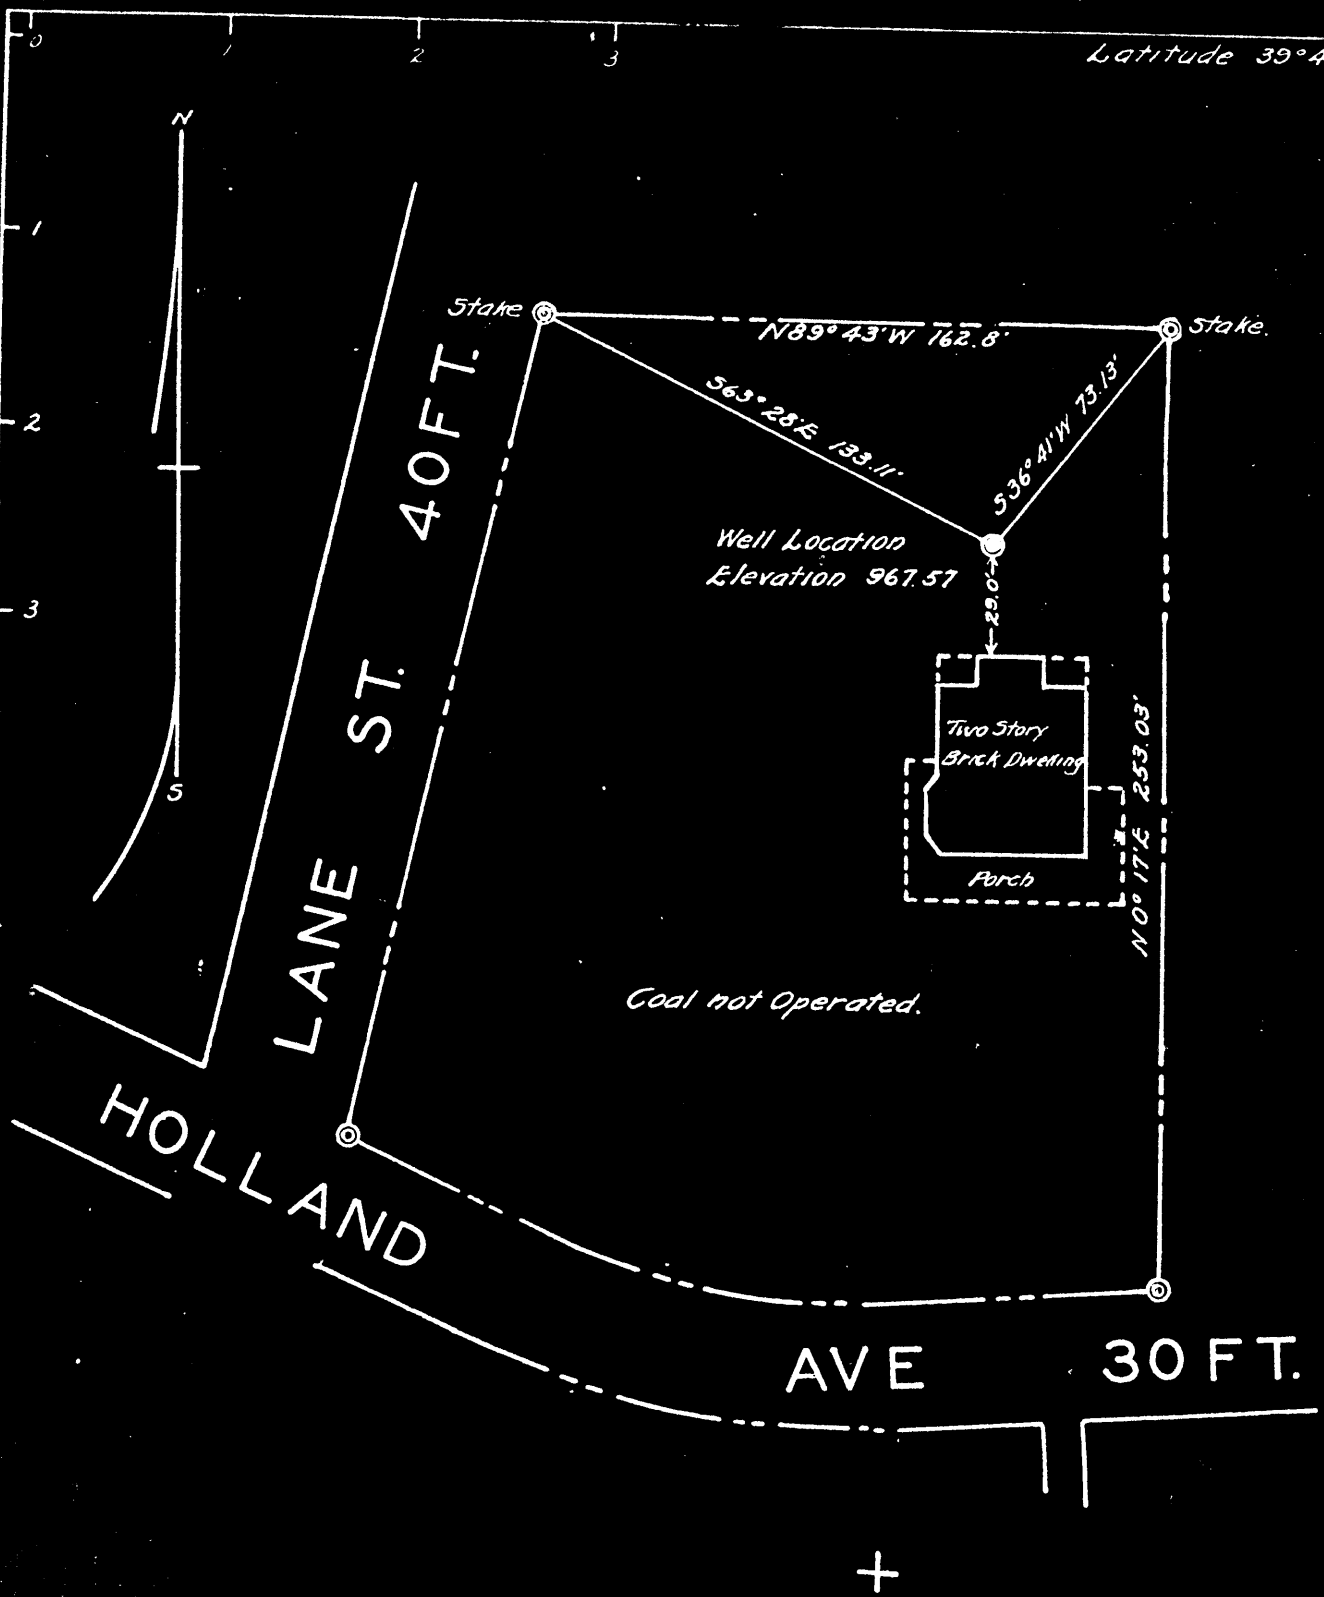 0 1 2 3
Latitude 39°4
N
1
2
3
S
Stake
N89°43'W 162.8'
Stake.
S63°28'E 133.11'
S36°41'W 73.13'
Well Location
Elevation 967.57
29.0'
Two Story
Brick Dwelling
Porch
N0°17'E 253.03'
LANE ST. 40FT.
Coal not Operated.
HOLLAND AVE 30FT.